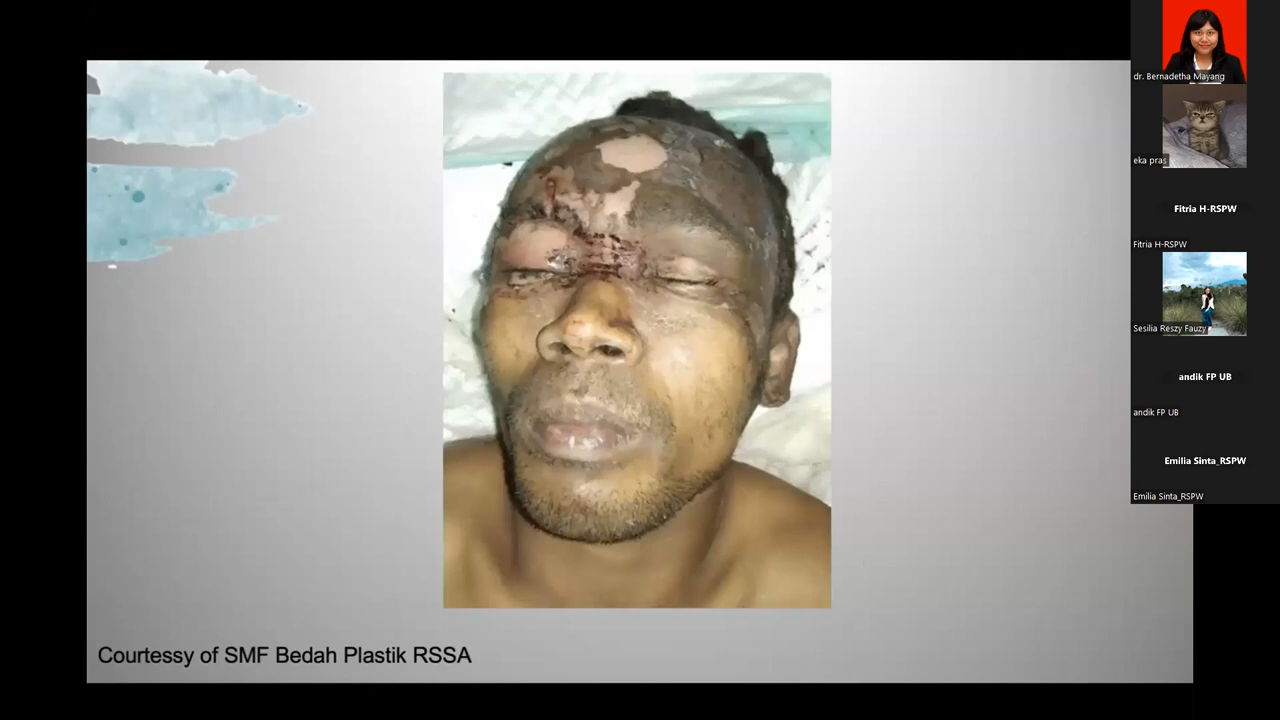 Courtessy of SMF Bedah Plastik RSSA
dr. Bernadetha Mayang
eka pras
Fitria H-RSPW
Fitria H-RSPW
Sesilia Reszy Fauzy
andik FP UB
andik FP UB
Emilia Sinta_RSPW
Emilia Sinta_RSPW